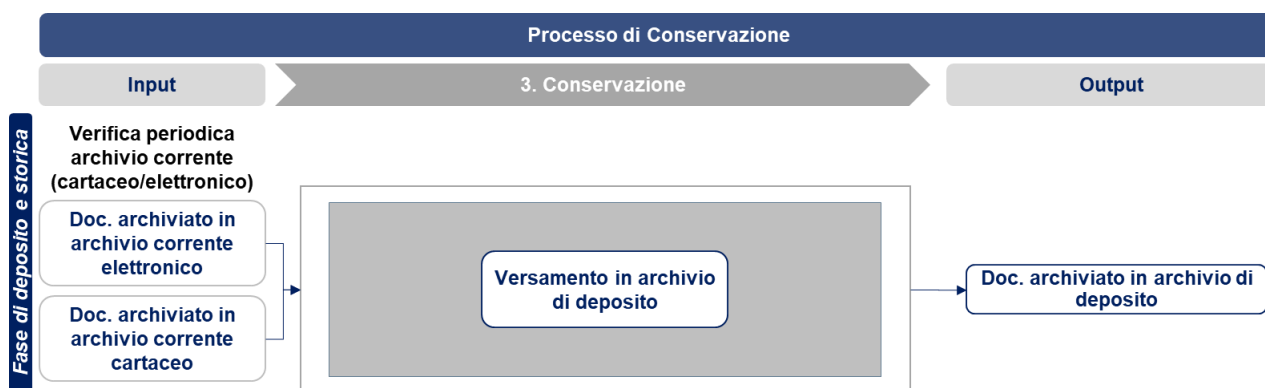 Processo di Conservazione
Input
3. Conservazione
Output
Fase di deposito e storica
Verifica periodica
archivio corrente
(cartaceo/elettronico)
Doc. archiviato in
archivio corrente
elettronico
Doc. archiviato in
archivio corrente
cartaceo
Versamento in archivio
di deposito
Doc. archiviato in archivio di
deposito